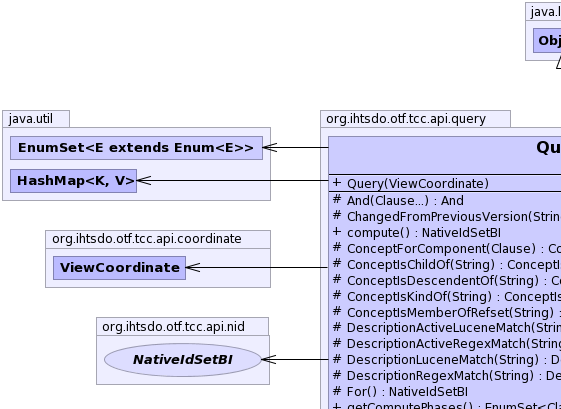 java.l
Obj
java.util
EnumSet<E extends Enum<E>>
HashMap<K, V>
org.ihtsdo.otf.tcc.api.coordinate
ViewCoordinate
org.ihtsdo.otf.tcc.api.nid
NativeIdSetBI
org.ihtsdo.otf.tcc.api.query
Qu
+ Query(ViewCoordinate)
# And(Clause...) : And
# ChangedFromPreviousVersion(Strin
+ compute() : NativeIdSetBI
# ConceptForComponent(Clause) : Co
# ConceptIsChildOf(String) : ConceptI
# ConceptIsDescendentOf(String) : Co
# ConceptIsKindOf(String) : ConceptIs
# ConceptIsMemberOfRefset(String) :
# DescriptionActiveLuceneMatch(Strin
# DescriptionActiveRegexMatch(String
# DescriptionLuceneMatch(String) : De
# DescriptionRegexMatch(String) : De
# For() : NativeIdSetBI
+ getComputePhases() : EnumSet<Cla